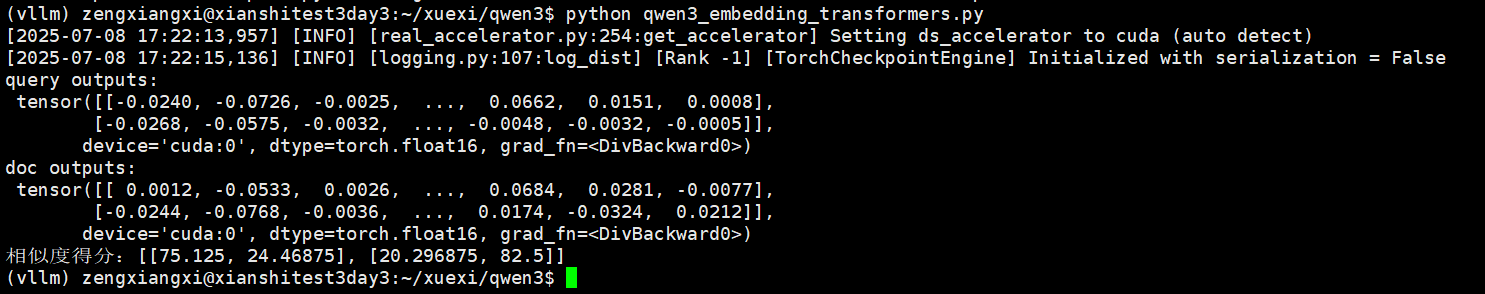 (vllm) zengxiangxi@xianshitest3day3:~/xuexi/qwen3$ python qwen3_embedding_transformers.py
[2025-07-08 17:22:13,957] [INFO] [real_accelerator.py:254:get_accelerator] Setting ds_accelerator to cuda (auto detect)
[2025-07-08 17:22:15,136] [INFO] [logging.py:107:log_dist] [Rank -1] [TorchCheckpointEngine] Initialized with serialization = False
query outputs:
 tensor([[-0.0240, -0.0726, -0.0025,  ...,  0.0662,  0.0151,  0.0008],
        [-0.0268, -0.0575, -0.0032,  ..., -0.0048, -0.0032, -0.0005]],
       device='cuda:0', dtype=torch.float16, grad_fn=<DivBackward0>)
doc outputs:
 tensor([[ 0.0012, -0.0533,  0.0026,  ...,  0.0684,  0.0281, -0.0077],
        [-0.0244, -0.0768, -0.0036,  ...,  0.0174, -0.0324,  0.0212]],
       device='cuda:0', dtype=torch.float16, grad_fn=<DivBackward0>)
相似度得分：[[75.125, 24.46875], [20.296875, 82.5]]
(vllm) zengxiangxi@xianshitest3day3:~/xuexi/qwen3$